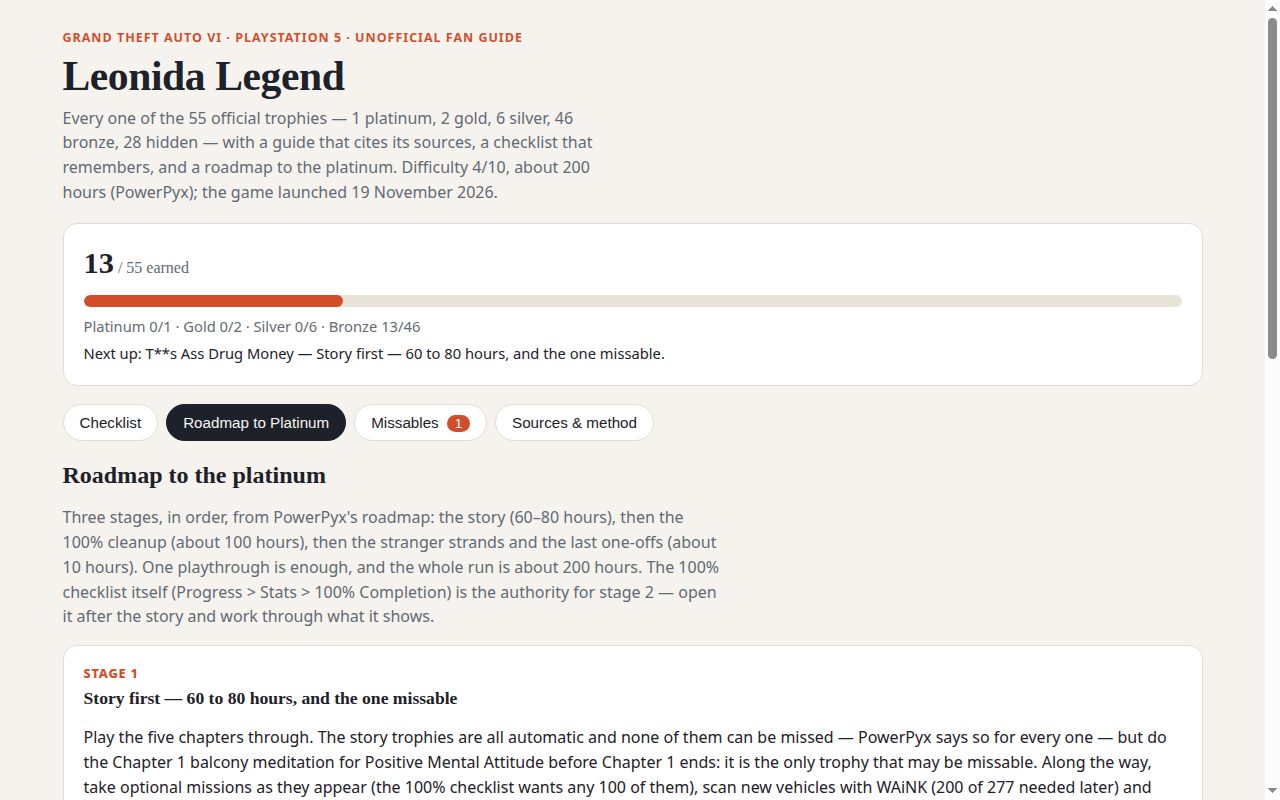 GRAND THEFT AUTO VI · PLAYSTATION 5 · UNOFFICIAL FAN GUIDE
Leonida Legend
Every one of the 55 official trophies — 1 platinum, 2 gold, 6 silver, 46
bronze, 28 hidden — with a guide that cites its sources, a checklist that
remembers, and a roadmap to the platinum. Difficulty 4/10, about 200
hours (PowerPyx); the game launched 19 November 2026.
13 / 55 earned
Platinum 0/1 · Gold 0/2 · Silver 0/6 · Bronze 13/46
Next up: T**s Ass Drug Money — Story first — 60 to 80 hours, and the one missable.
Checklist Roadmap to Platinum Missables 1 Sources & method
Roadmap to the platinum
Three stages, in order, from PowerPyx's roadmap: the story (60–80 hours), then the
100% cleanup (about 100 hours), then the stranger strands and the last one-offs (about
10 hours). One playthrough is enough, and the whole run is about 200 hours. The 100%
checklist itself (Progress > Stats > 100% Completion) is the authority for stage 2 — open
it after the story and work through what it shows.
STAGE 1
Story first — 60 to 80 hours, and the one missable
Play the five chapters through. The story trophies are all automatic and none of them can be missed — PowerPyx says so for every one — but do
the Chapter 1 balcony meditation for Positive Mental Attitude before Chapter 1 ends: it is the only trophy that may be missable. Along the way,
take optional missions as they appear (the 100% checklist wants any 100 of them), scan new vehicles with WAiNK (200 of 277 needed later) and